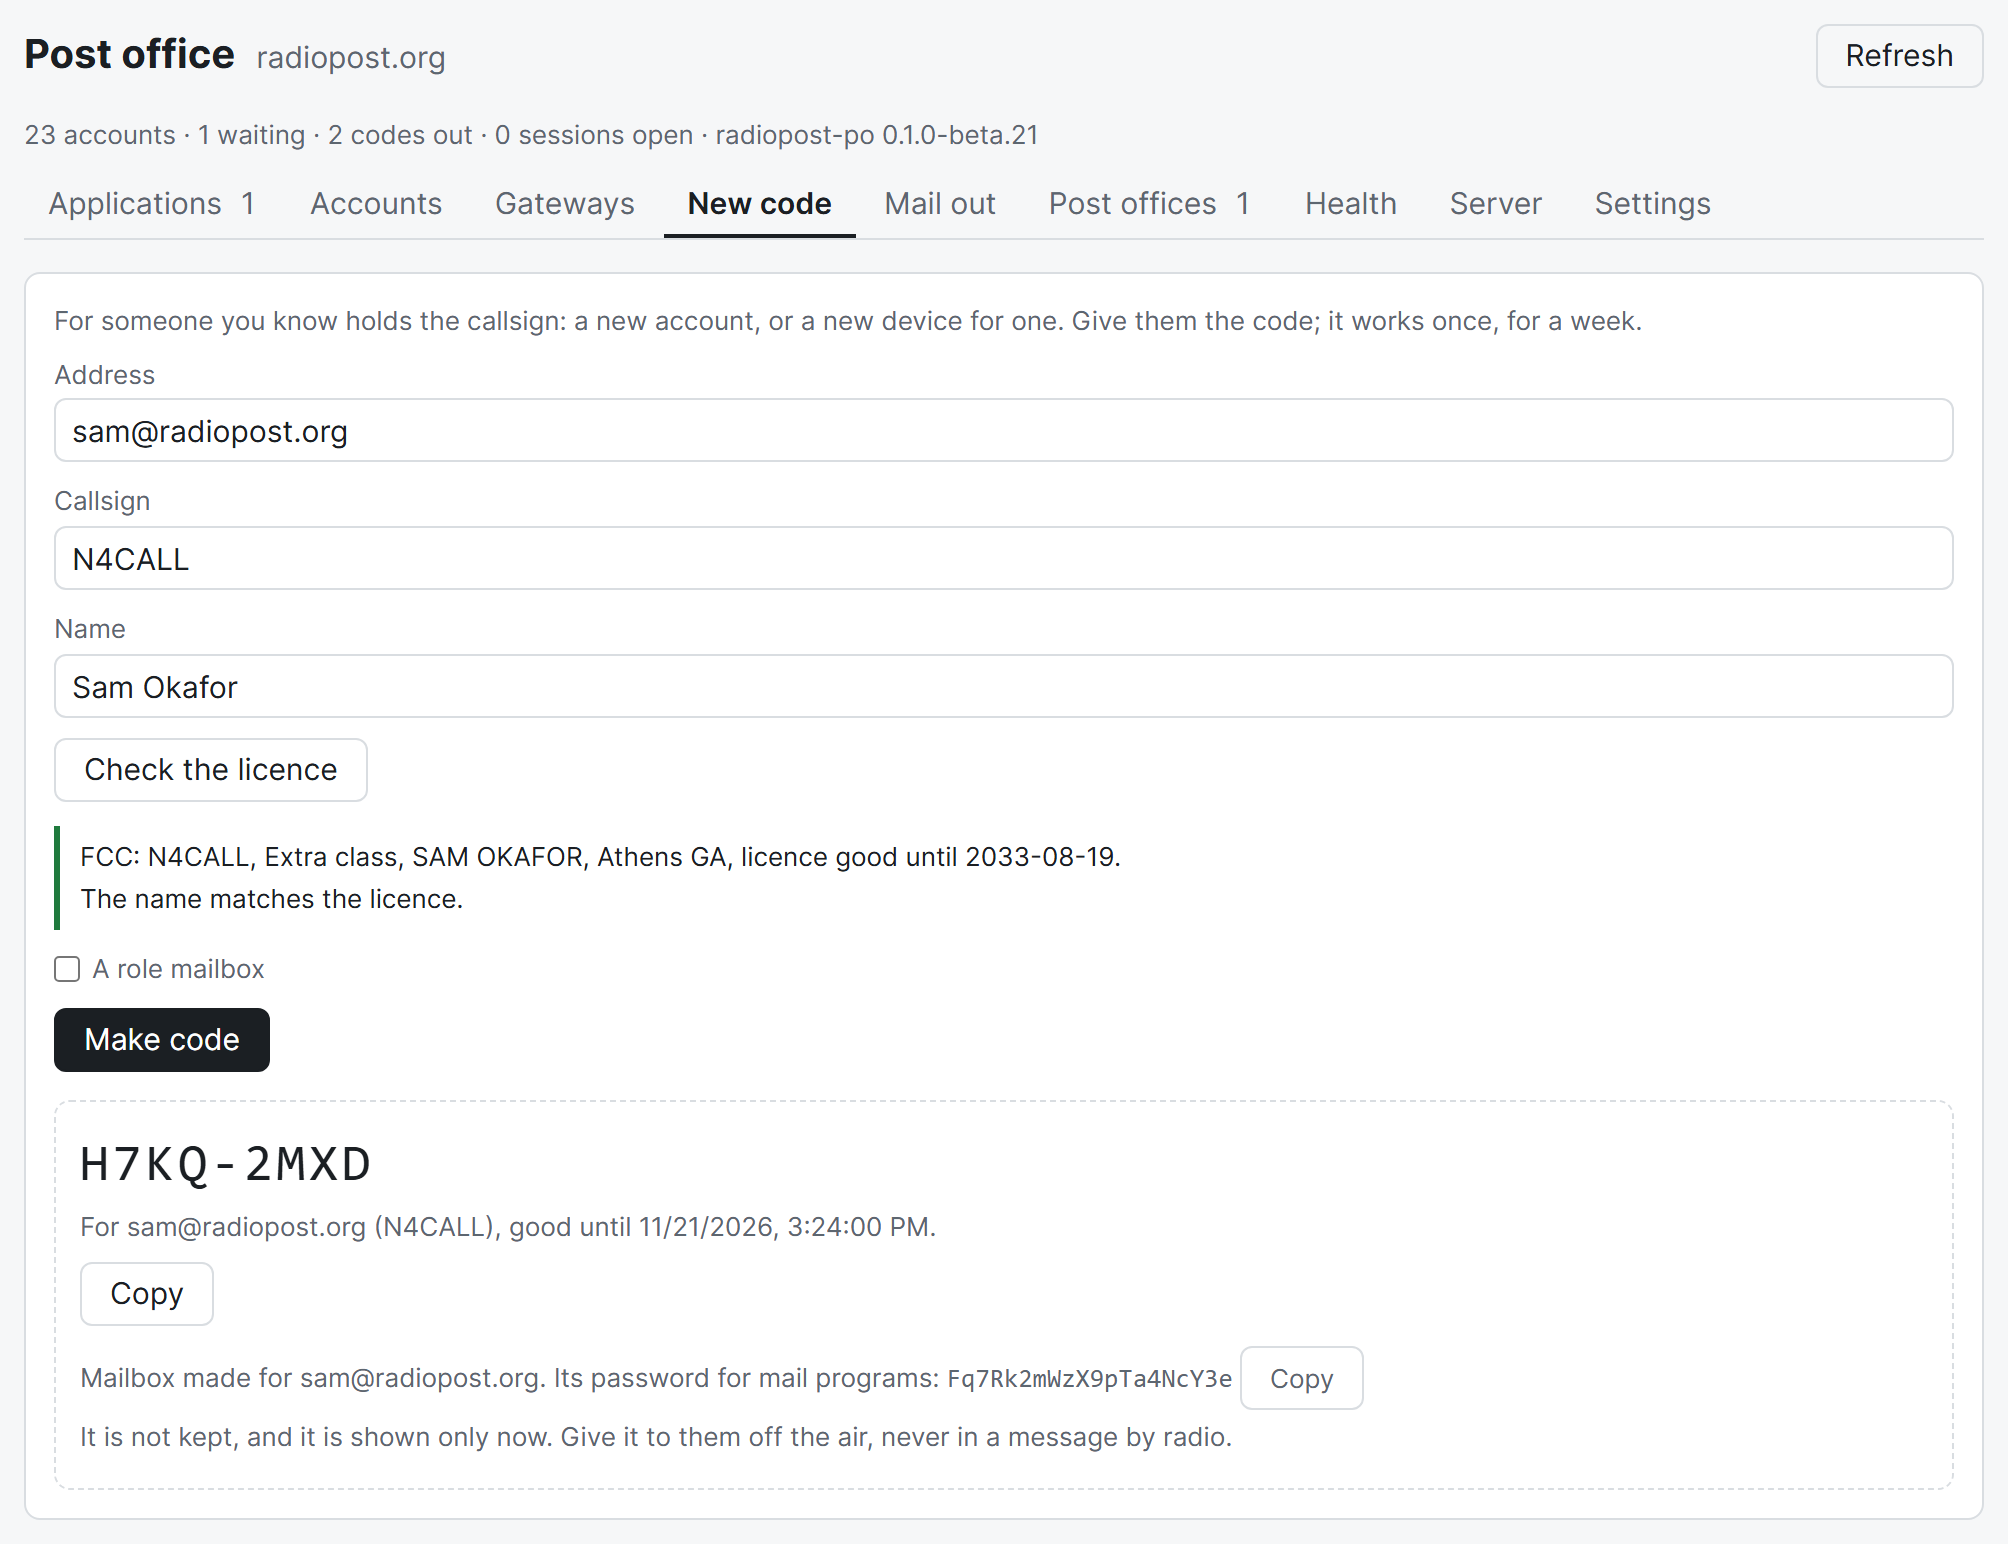 Post office radiopost.org
Refresh
23 accounts · 1 waiting · 2 codes out · 0 sessions open · radiopost-po 0.1.0-beta.21
Applications 1 Accounts Gateways New code Mail out Post offices 1 Health Server Settings
For someone you know holds the callsign: a new account, or a new device for one. Give them the code; it works once, for a week.
Address
sam@radiopost.org
Callsign
N4CALL
Name
Sam Okafor
Check the licence
FCC: N4CALL, Extra class, SAM OKAFOR, Athens GA, licence good until 2033-08-19.
The name matches the licence.
A role mailbox
Make code
H7KQ-2MXD
For sam@radiopost.org (N4CALL), good until 11/21/2026, 3:24:00 PM.
Copy
Mailbox made for sam@radiopost.org. Its password for mail programs: Fq7Rk2mWzX9pTa4NcY3e Copy
It is not kept, and it is shown only now. Give it to them off the air, never in a message by radio.